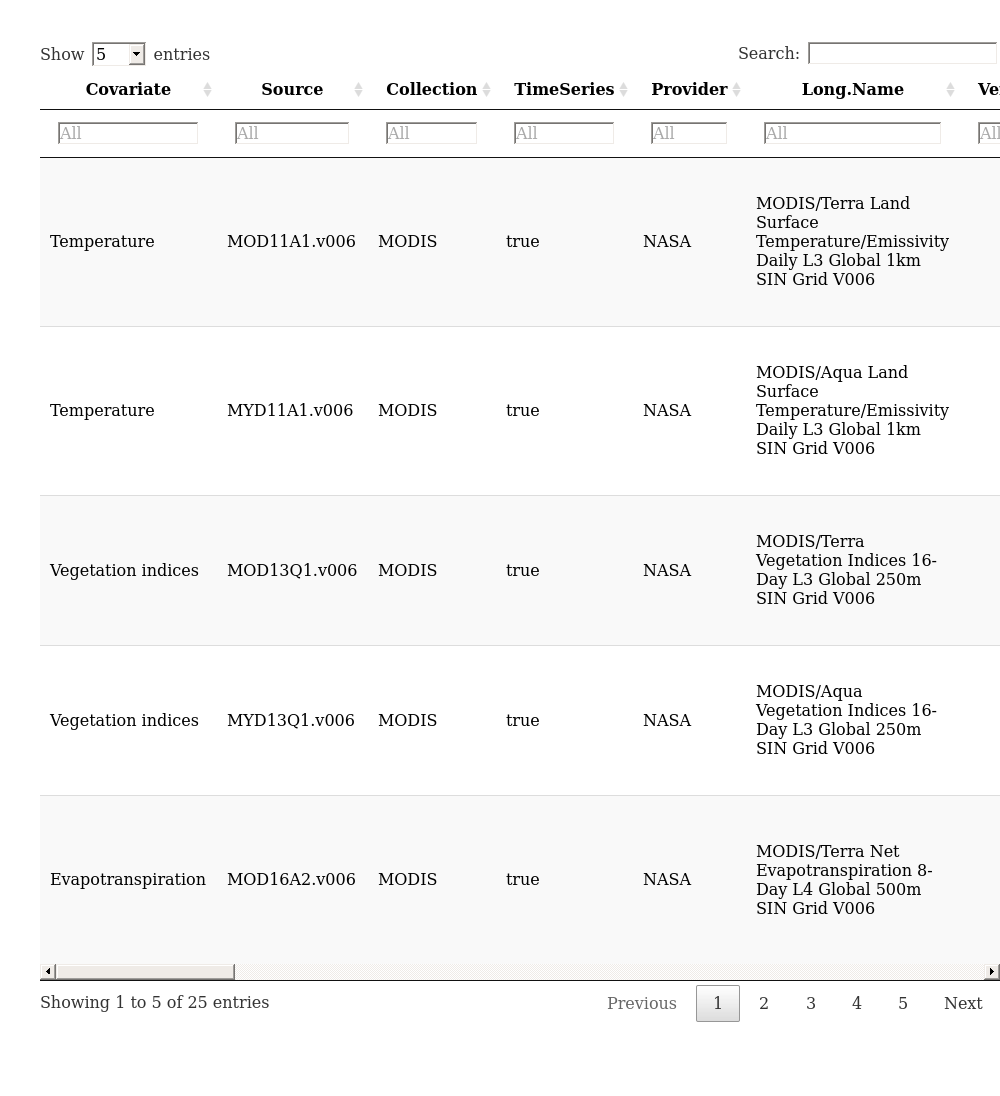 Show 5 entries Search:
Covariate Source Collection TimeSeries Provider Long.Name Ve
All All All All All All All
MODIS/Terra Land
Surface
Temperature MOD11A1.v006 MODIS true NASA Temperature/Emissivity
Daily L3 Global 1km
SIN Grid V006
MODIS/Aqua Land
Surface
Temperature MYD11A1.v006 MODIS true NASA Temperature/Emissivity
Daily L3 Global 1km
SIN Grid V006
MODIS/Terra
Vegetation indices MOD13Q1.v006 MODIS true NASA Vegetation Indices 16-
Day L3 Global 250m
SIN Grid V006
MODIS/Aqua
Vegetation indices MYD13Q1.v006 MODIS true NASA Vegetation Indices 16-
Day L3 Global 250m
SIN Grid V006
MODIS/Terra Net
Evapotranspiration MOD16A2.v006 MODIS true NASA Evapotranspiration 8-
Day L4 Global 500m
SIN Grid V006
Showing 1 to 5 of 25 entries Previous 1 2 3 4 5 Next